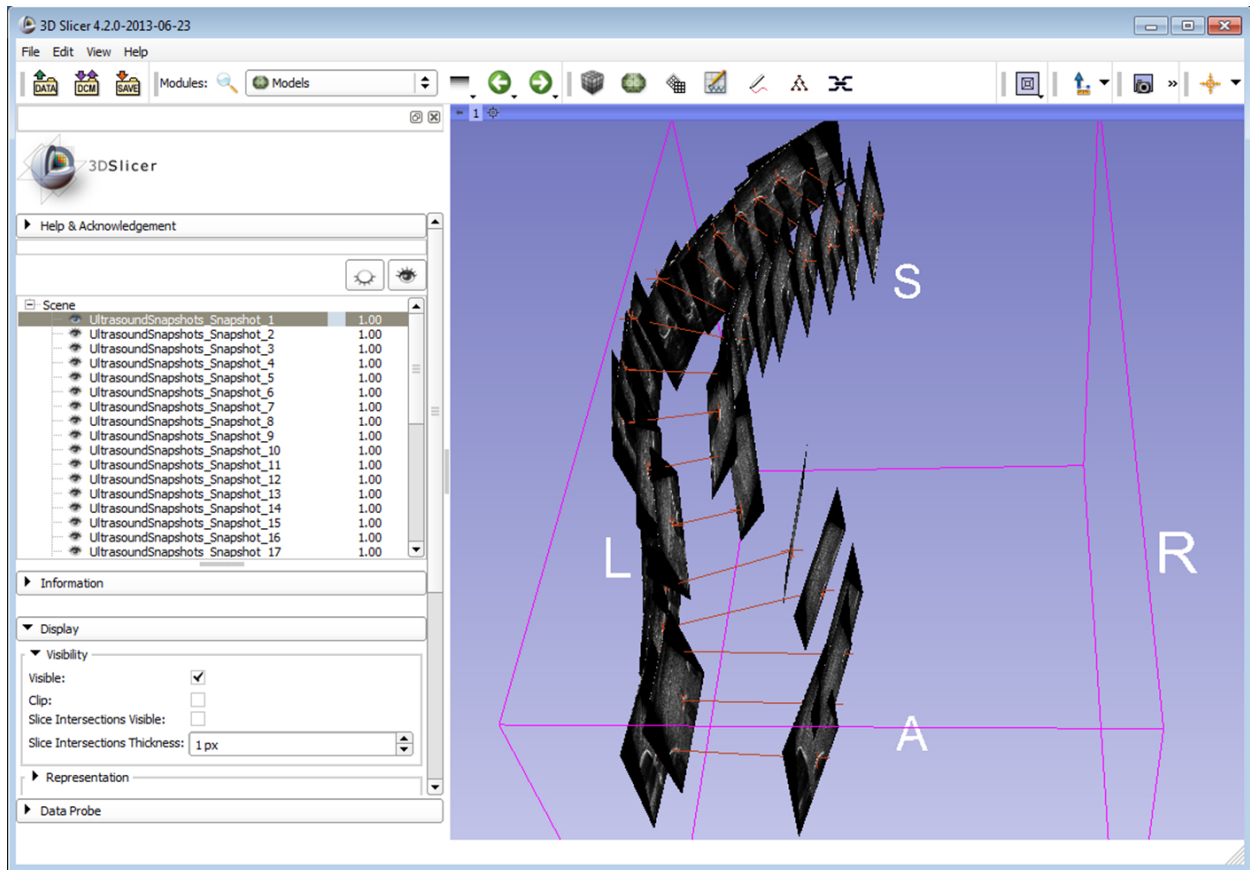 3D Slicer 4.2.0-2013-06-23
File Edit View Help
DATA DCM SAVE Modules: Models »
1
3DSlicer
Help & Acknowledgement
Scene
UltrasoundSnapshots_Snapshot_1 1.00
UltrasoundSnapshots_Snapshot_2 1.00
UltrasoundSnapshots_Snapshot_3 1.00
UltrasoundSnapshots_Snapshot_4 1.00
UltrasoundSnapshots_Snapshot_5 1.00
UltrasoundSnapshots_Snapshot_6 1.00
UltrasoundSnapshots_Snapshot_7 1.00
UltrasoundSnapshots_Snapshot_8 1.00
UltrasoundSnapshots_Snapshot_9 1.00
UltrasoundSnapshots_Snapshot_10 1.00
UltrasoundSnapshots_Snapshot_11 1.00
UltrasoundSnapshots_Snapshot_12 1.00
UltrasoundSnapshots_Snapshot_13 1.00
UltrasoundSnapshots_Snapshot_14 1.00
UltrasoundSnapshots_Snapshot_15 1.00
UltrasoundSnapshots_Snapshot_16 1.00
UltrasoundSnapshots_Snapshot_17 1.00
Information
Display
Visibility
Visible:
Clip:
Slice Intersections Visible:
Slice Intersections Thickness: 1 px
Representation
Data Probe
S
L
R
A